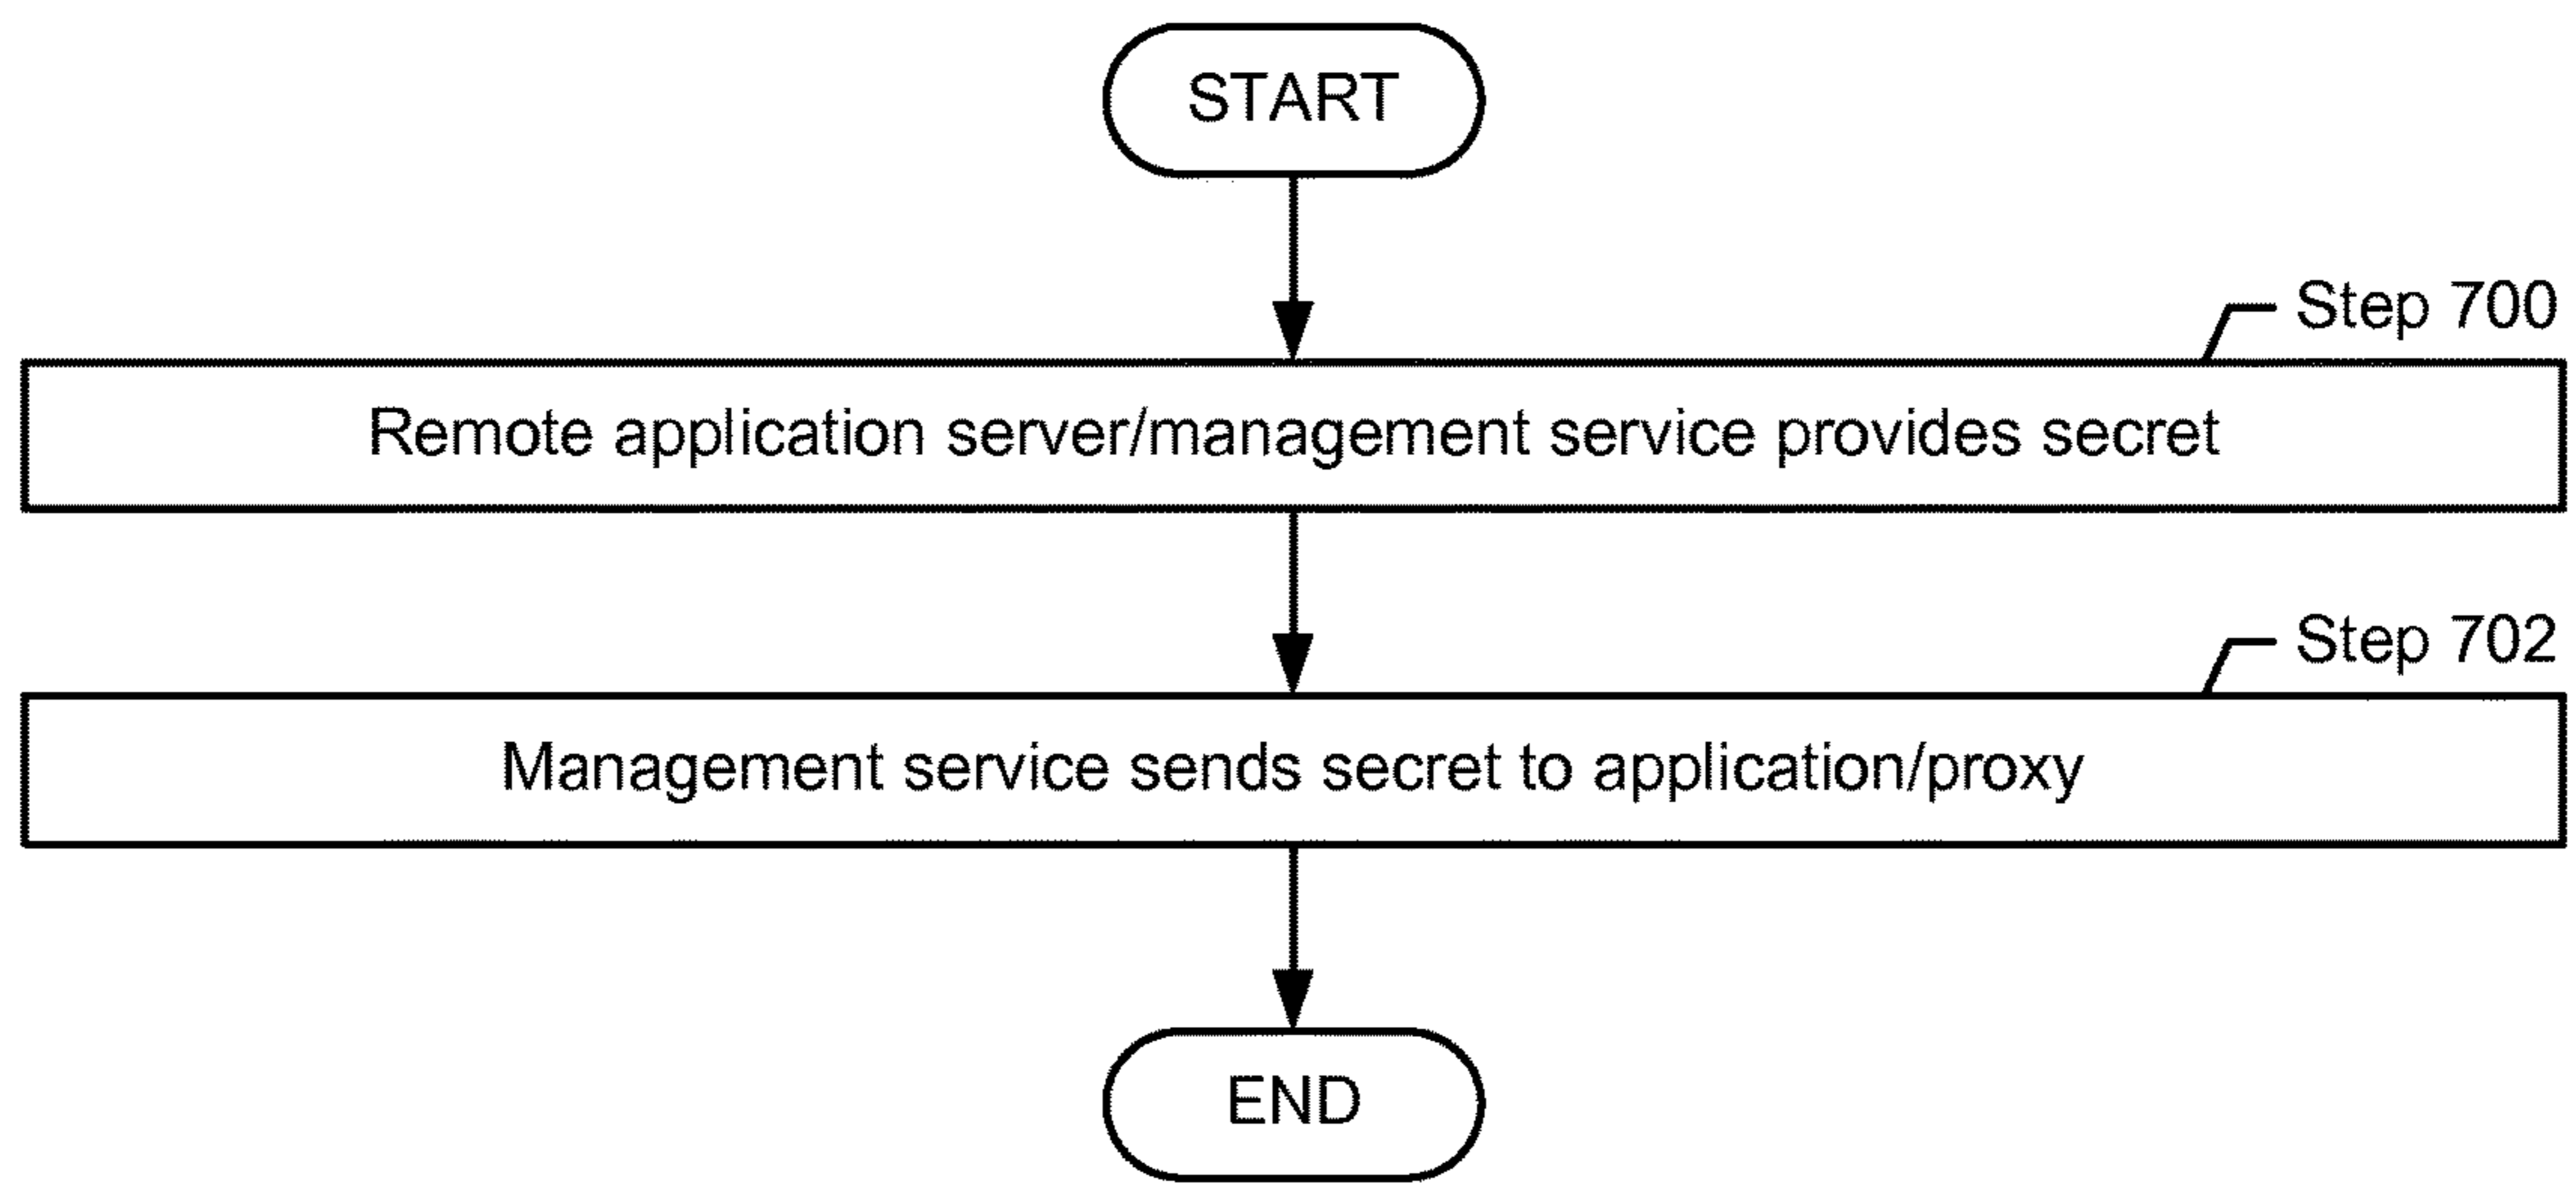 START
Step 700
Remote application server/management service provides secret
Step 702
Management service sends secret to application/proxy
END